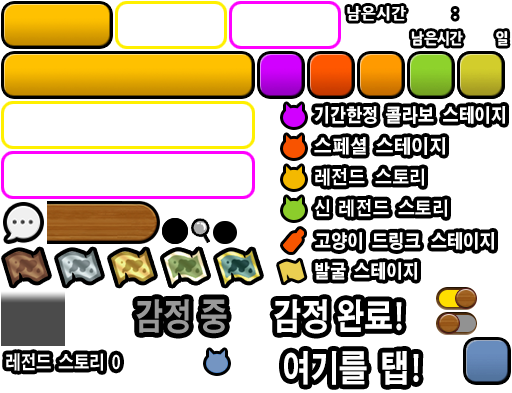 남은시간 :
남은시간 일
기간한정 콜라보 스테이지
스페셜 스테이지
레전드 스토리
신 레전드 스토리
고양이 드링크 스테이지
발굴 스테이지
감정 중
감정 완료!
레전드 스토리 0
여기를 탭!